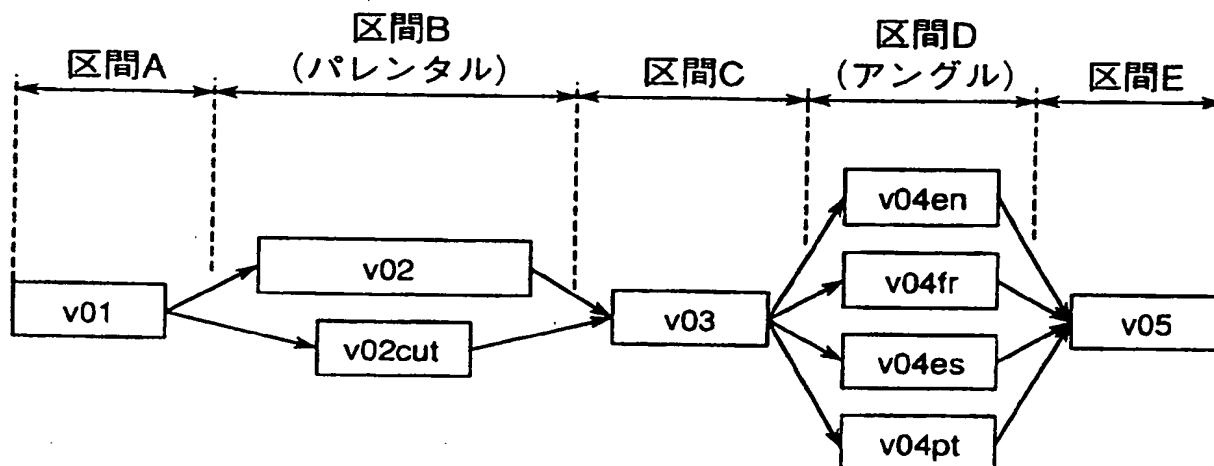 区間A
区間B
(パレンタル)
区間C
区間D
(アングル)
区間E
v01
v02
v02cut
v03
v04en
v04fr
v04es
v04pt
v05